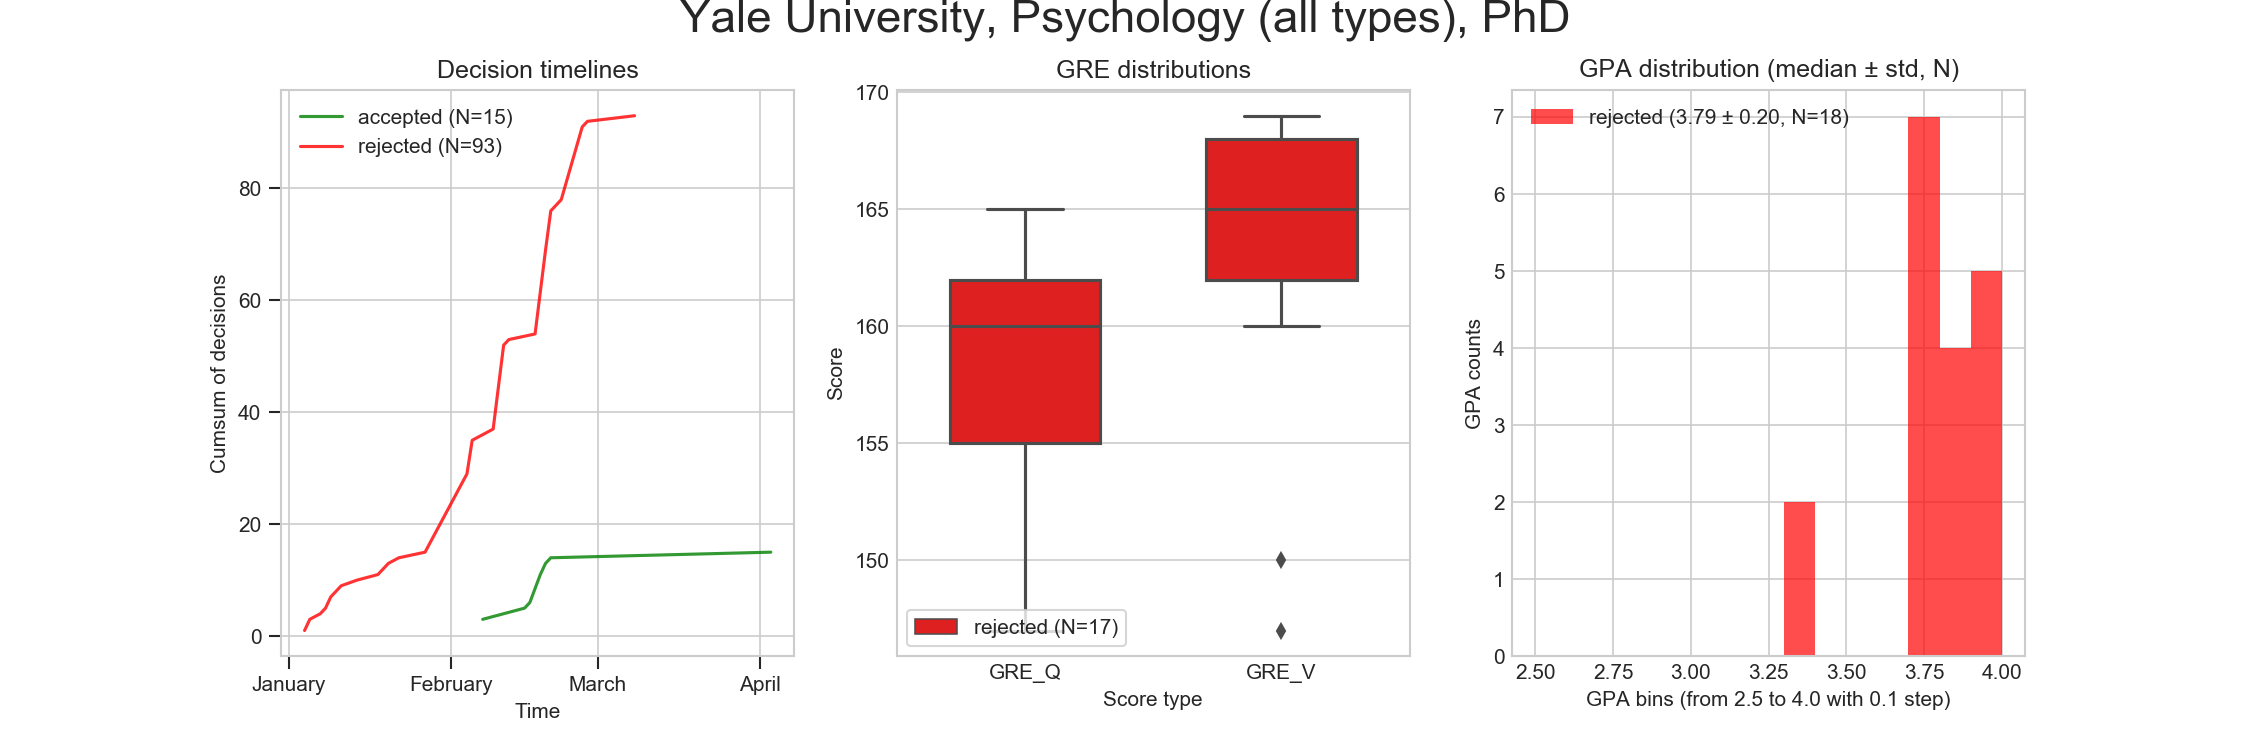 Yale University, Psychology (all types), PhD
Decision timelines
accepted (N=15)
rejected (N=93)
80
60
40
20
0
Cumsum of decisions
January February March April
Time
GRE distributions
170
165
160
155
150
Score
rejected (N=17)
GRE_Q GRE_V
Score type
GPA distribution (median ± std, N)
rejected (3.79 ± 0.20, N=18)
7
6
5
4
3
2
1
0
GPA counts
2.50 2.75 3.00 3.25 3.50 3.75 4.00
GPA bins (from 2.5 to 4.0 with 0.1 step)